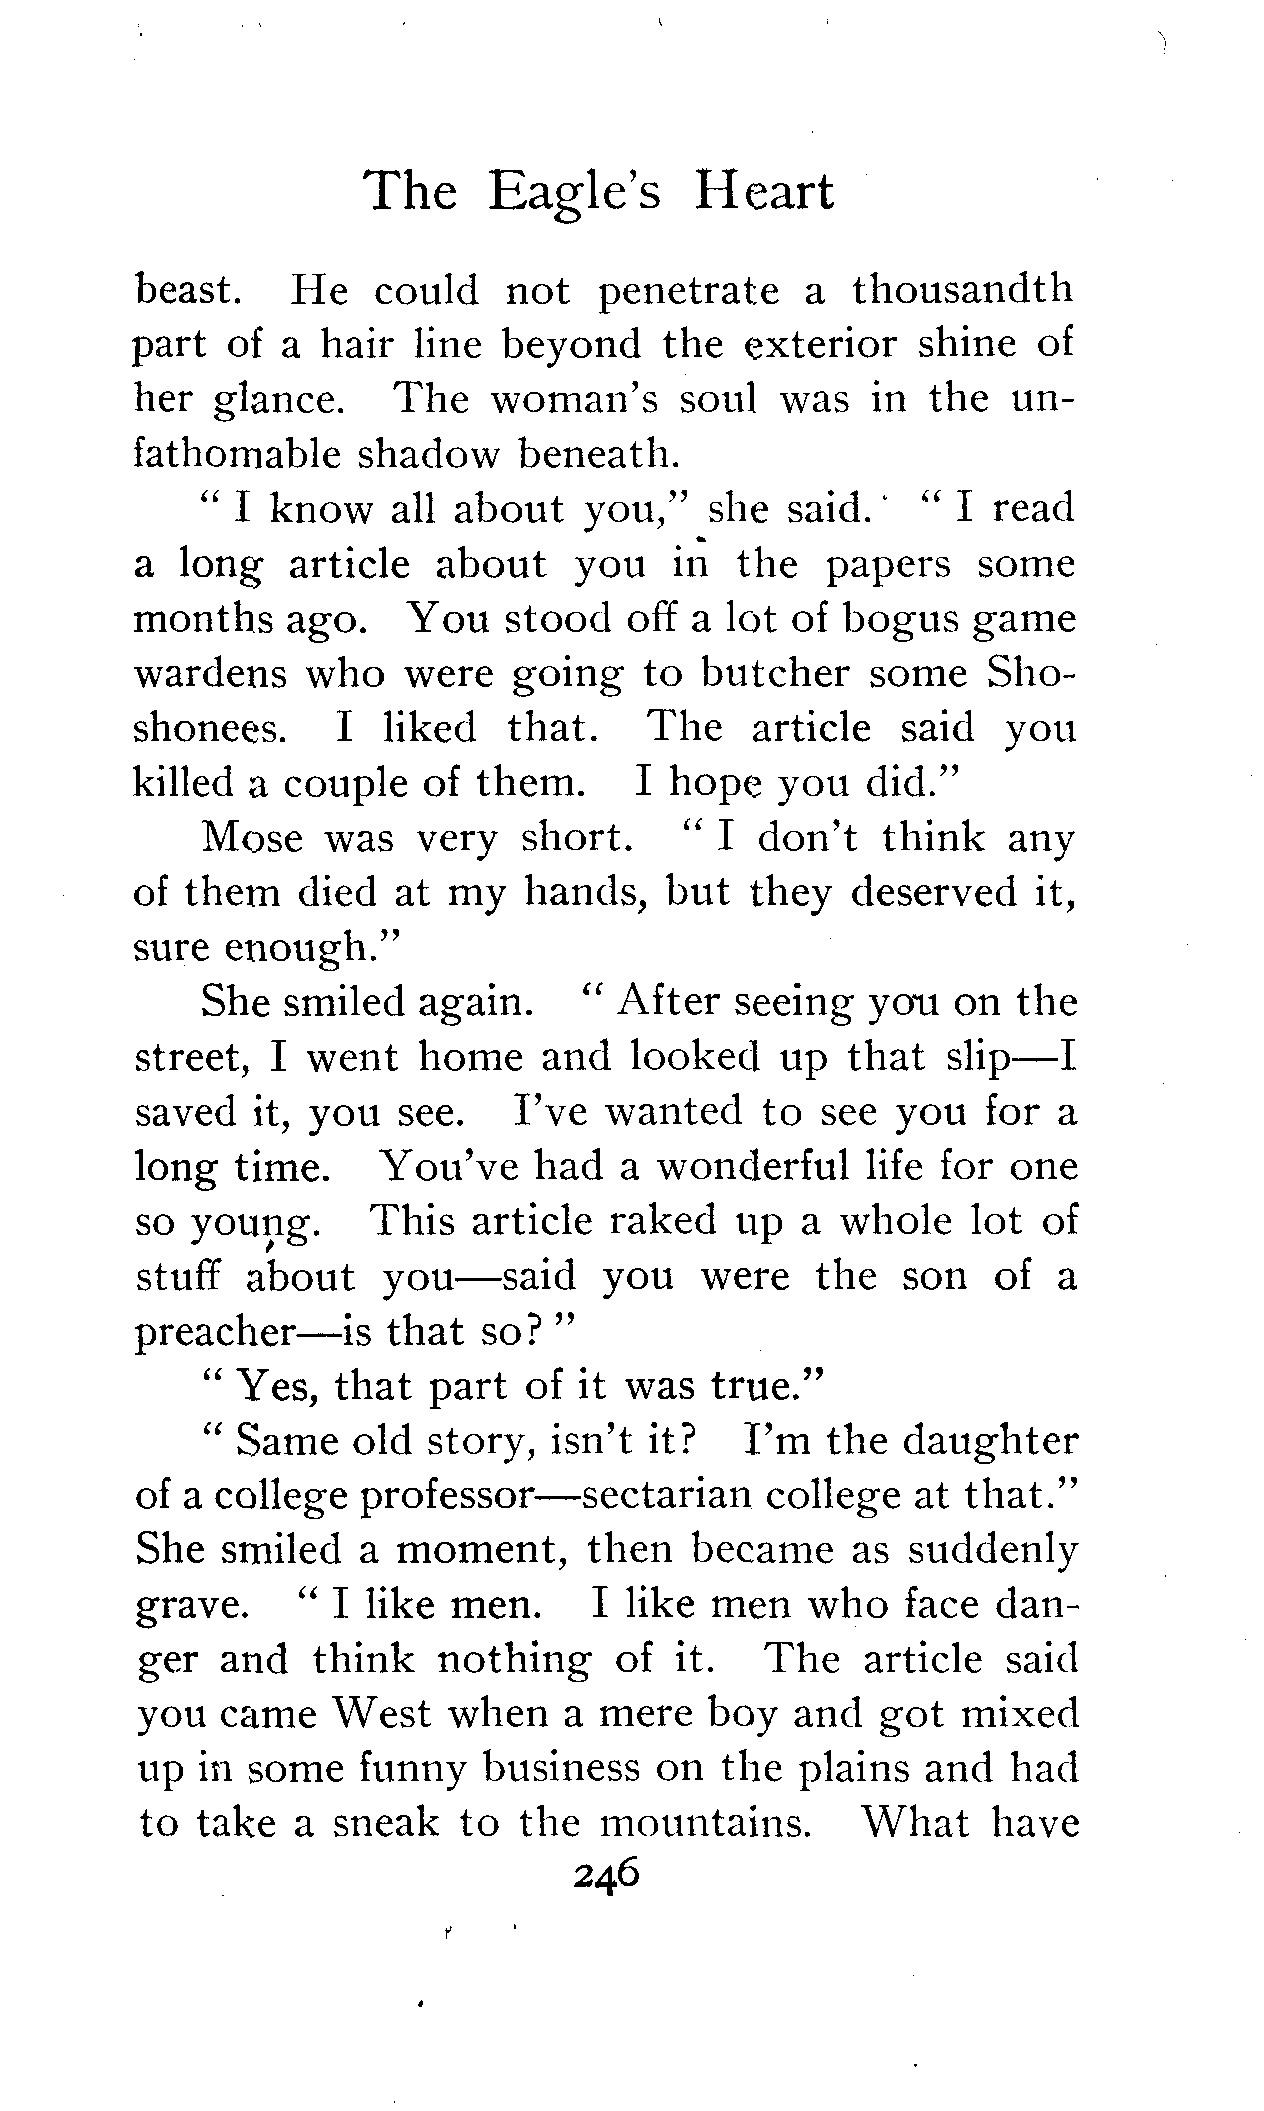 The Eagle's Heart
beast. He could not penetrate a thousandth
part of a hair line beyond the exterior shine of
her glance. The woman's soul was in the un-
fathomable shadow beneath.
" I know all about you," she said. " I read
a long article about you in the papers some
months ago. You stood off a lot of bogus game
wardens who were going to butcher some Sho-
shonees. I liked that. The article said you
killed a couple of them. I hope you did."
Mose was very short. " I don't think any
of them died at my hands, but they deserved it,
sure enough."
She smiled again. " After seeing you on the
street, I went home and looked up that slip—I
saved it, you see. I've wanted to see you for a
long time. You've had a wonderful life for one
so young. This article raked up a whole lot of
stuff about you—said you were the son of a
preacher—is that so? "
" Yes, that part of it was true."
" Same old story, isn't it? I'm the daughter
of a college professor—sectarian college at that."
She smiled a moment, then became as suddenly
grave. " I like men. I like men who face dan-
ger and think nothing of it. The article said
you came West when a mere boy and got mixed
up in some funny business on the plains and had
to take a sneak to the mountains. What have
246